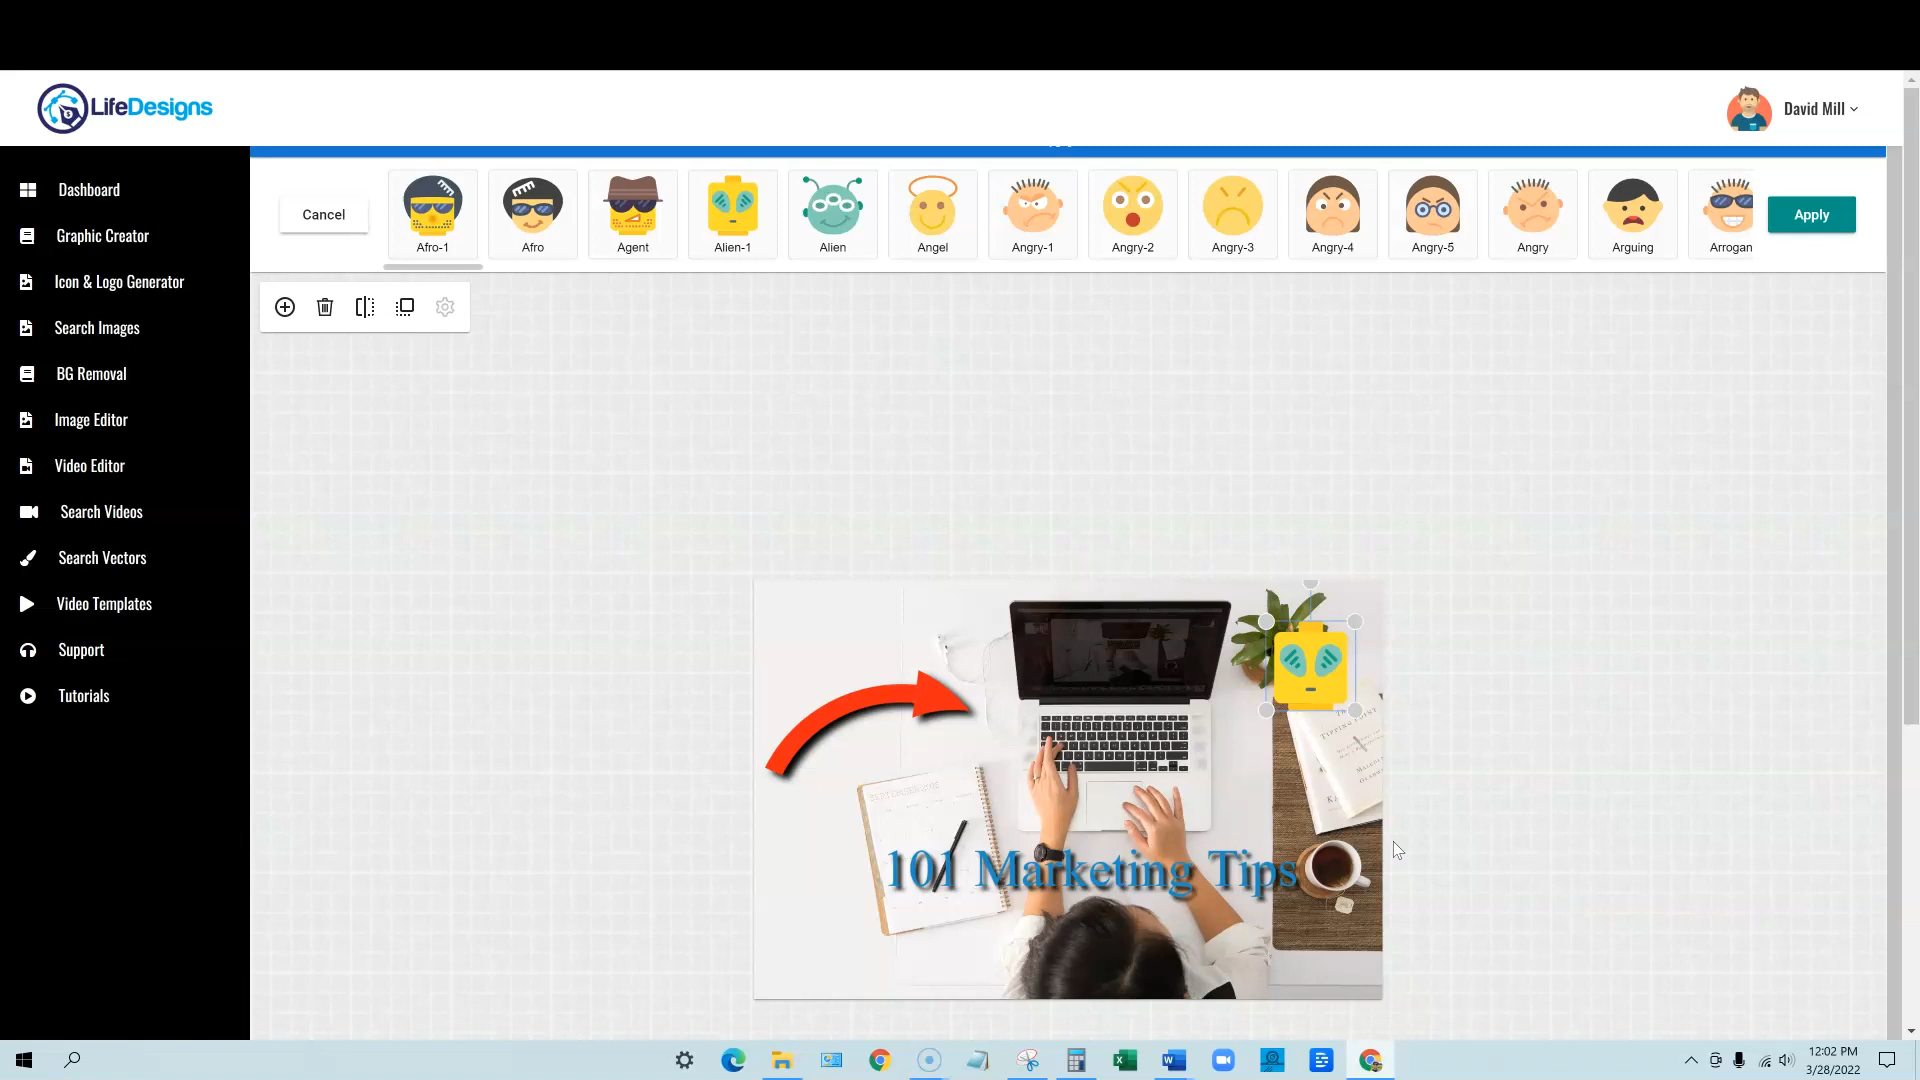 LifeDesigns
David Mill
Dashboard
Graphic Creator
Icon & Logo Generator
Search Images
BG Removal
Image Editor
Video Editor
Search Videos
Search Vectors
Video Templates
Support
Tutorials
Cancel
Afro-1
Afro
Agent
Alien-1
Alien
Angel
Angry-1
Angry-2
Angry-3
Angry-4
Angry-5
Angry
Arguing
Arrogan
Apply
101 Marketing Tips
12:02 PM
3/28/2022